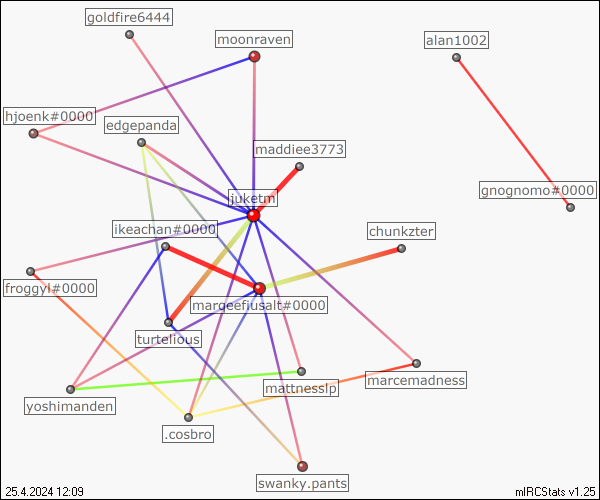 goldfire6444
moonraven
alan1002
hjoenk#0000
edgepanda
maddiee3773
gnognomo#0000
juketm
ikeachan#0000
chunkzter
froggyl#0000
margeefiusalt#0000
turtelious
mattnesslp
marcemadness
yoshimanden
.cosbro
swanky.pants
25.4.2024 12:09
mIRCStats v1.25